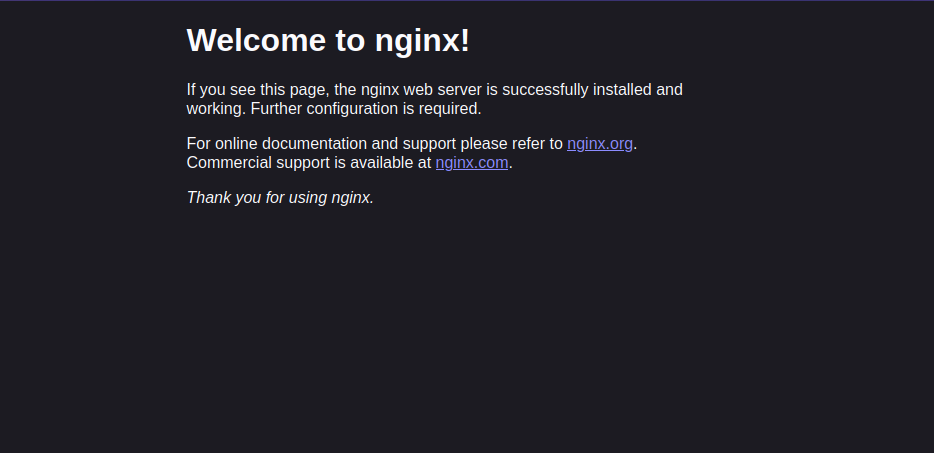 Welcome to nginx!
If you see this page, the nginx web server is successfully installed and
working. Further configuration is required.
For online documentation and support please refer to nginx.org.
Commercial support is available at nginx.com.
Thank you for using nginx.